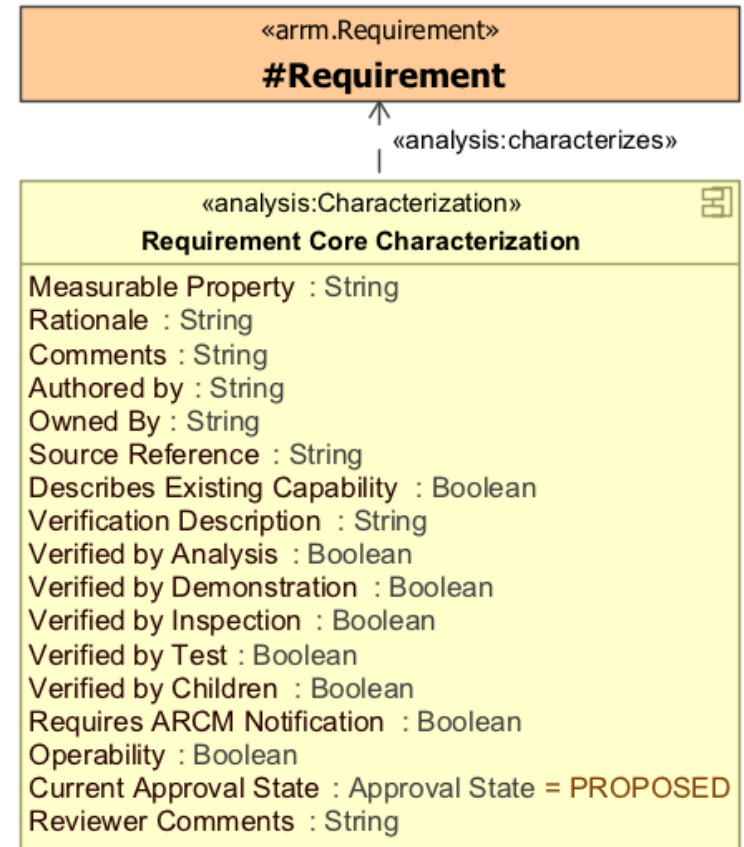 «arrm.Requirement»
#Requirement
«analysis:characterizes»
«analysis:Characterization»
Requirement Core Characterization
Measurable Property : String
Rationale : String
Comments : String
Authored by : String
Owned By : String
Source Reference : String
Describes Existing Capability : Boolean
Verification Description : String
Verified by Analysis : Boolean
Verified by Demonstration : Boolean
Verified by Inspection : Boolean
Verified by Test : Boolean
Verified by Children : Boolean
Requires ARCM Notification : Boolean
Operability : Boolean
Current Approval State : Approval State = PROPOSED
Reviewer Comments : String